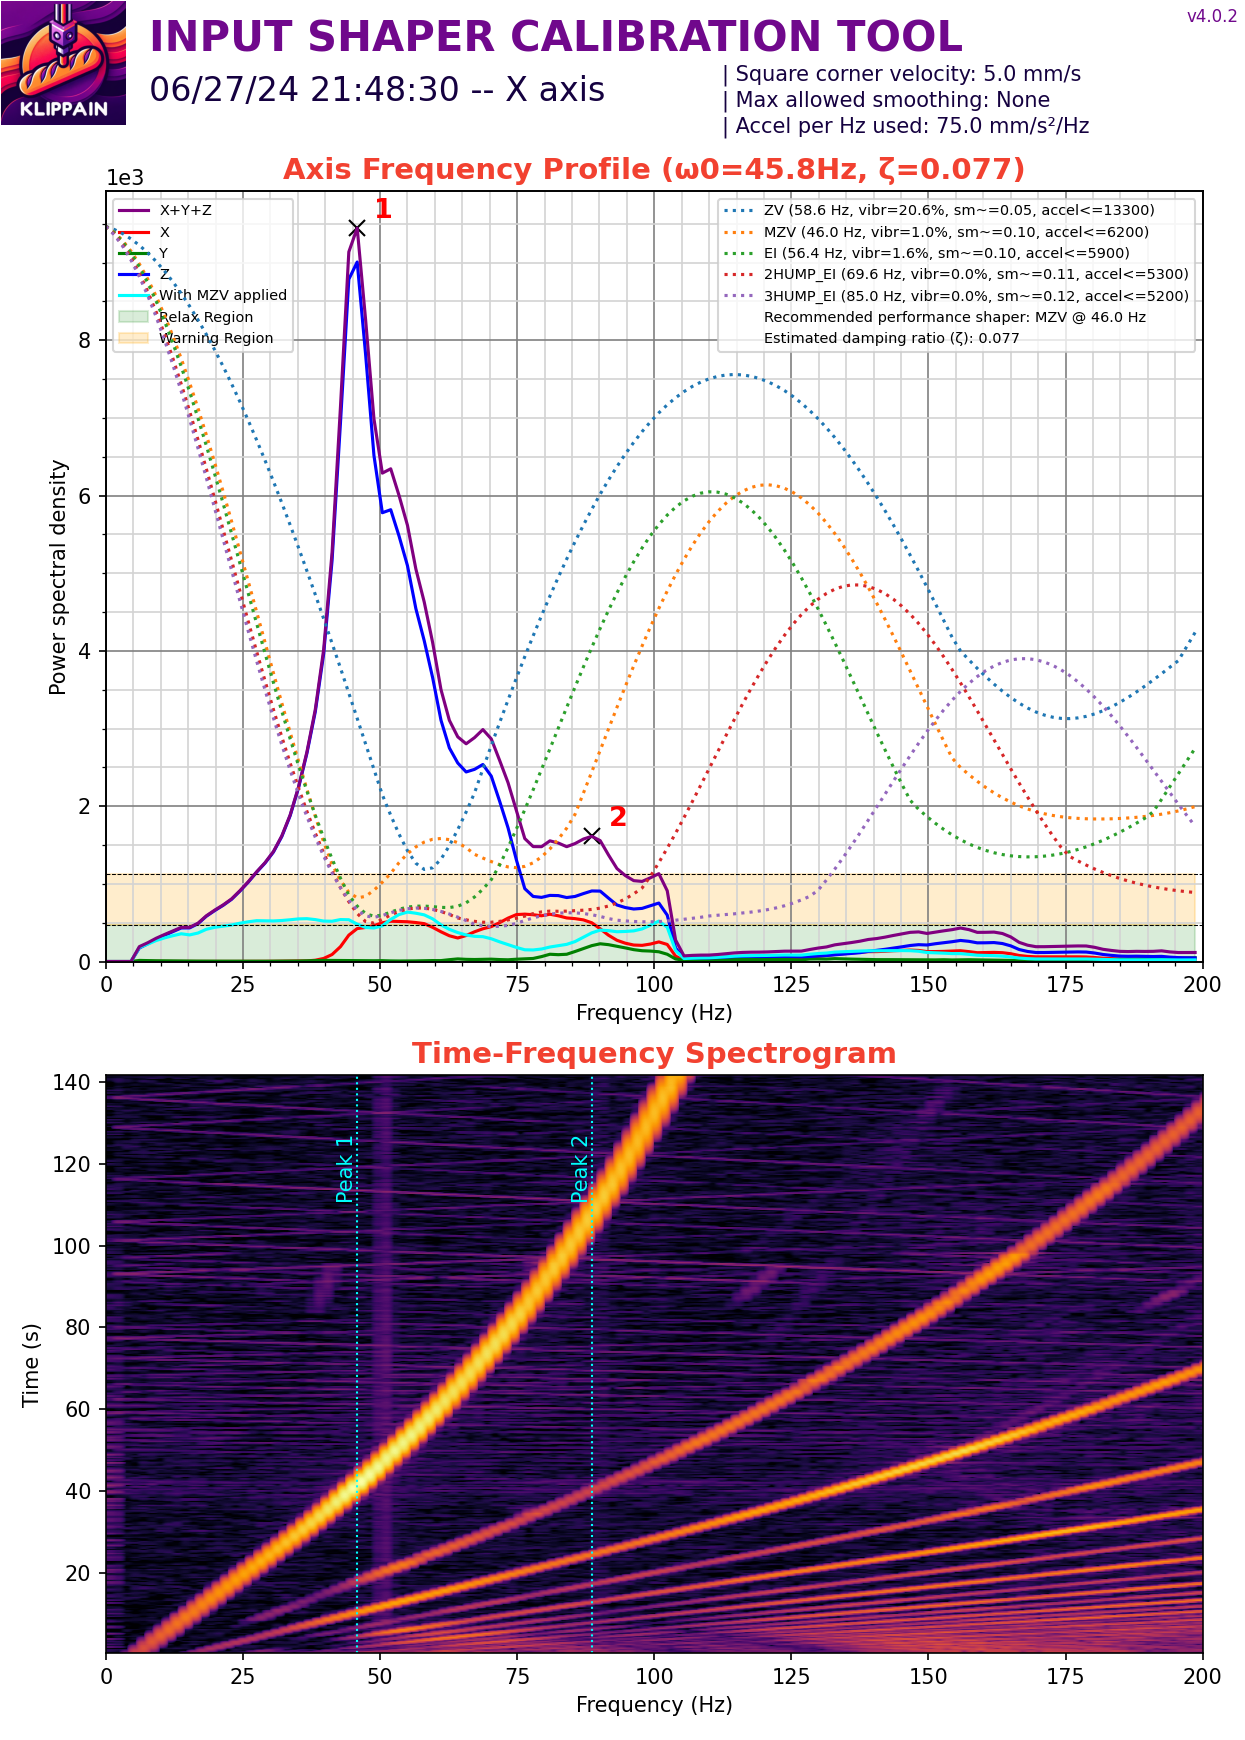 v4.0.2
INPUT SHAPER CALIBRATION TOOL
06/27/24 21:48:30 -- X axis
| Square corner velocity: 5.0 mm/s
| Max allowed smoothing: None
| Accel per Hz used: 75.0 mm/s²/Hz
KLIPPAIN
Axis Frequency Profile (ω0=45.8Hz, ζ=0.077)
1e3
X+Y+Z
X
Y
Z
With MZV applied
Relax Region
Warning Region
ZV (58.6 Hz, vibr=20.6%, sm~=0.05, accel<=13300)
MZV (46.0 Hz, vibr=1.0%, sm~=0.10, accel<=6200)
EI (56.4 Hz, vibr=1.6%, sm~=0.10, accel<=5900)
2HUMP_EI (69.6 Hz, vibr=0.0%, sm~=0.11, accel<=5300)
3HUMP_EI (85.0 Hz, vibr=0.0%, sm~=0.12, accel<=5200)
Recommended performance shaper: MZV @ 46.0 Hz
Estimated damping ratio (ζ): 0.077
1
2
Power spectral density
8
6
4
2
0
0 25 50 75 100 125 150 175 200
Frequency (Hz)
Time-Frequency Spectrogram
Time (s)
140
120
100
80
60
40
20
Peak 1
Peak 2
0 25 50 75 100 125 150 175 200
Frequency (Hz)